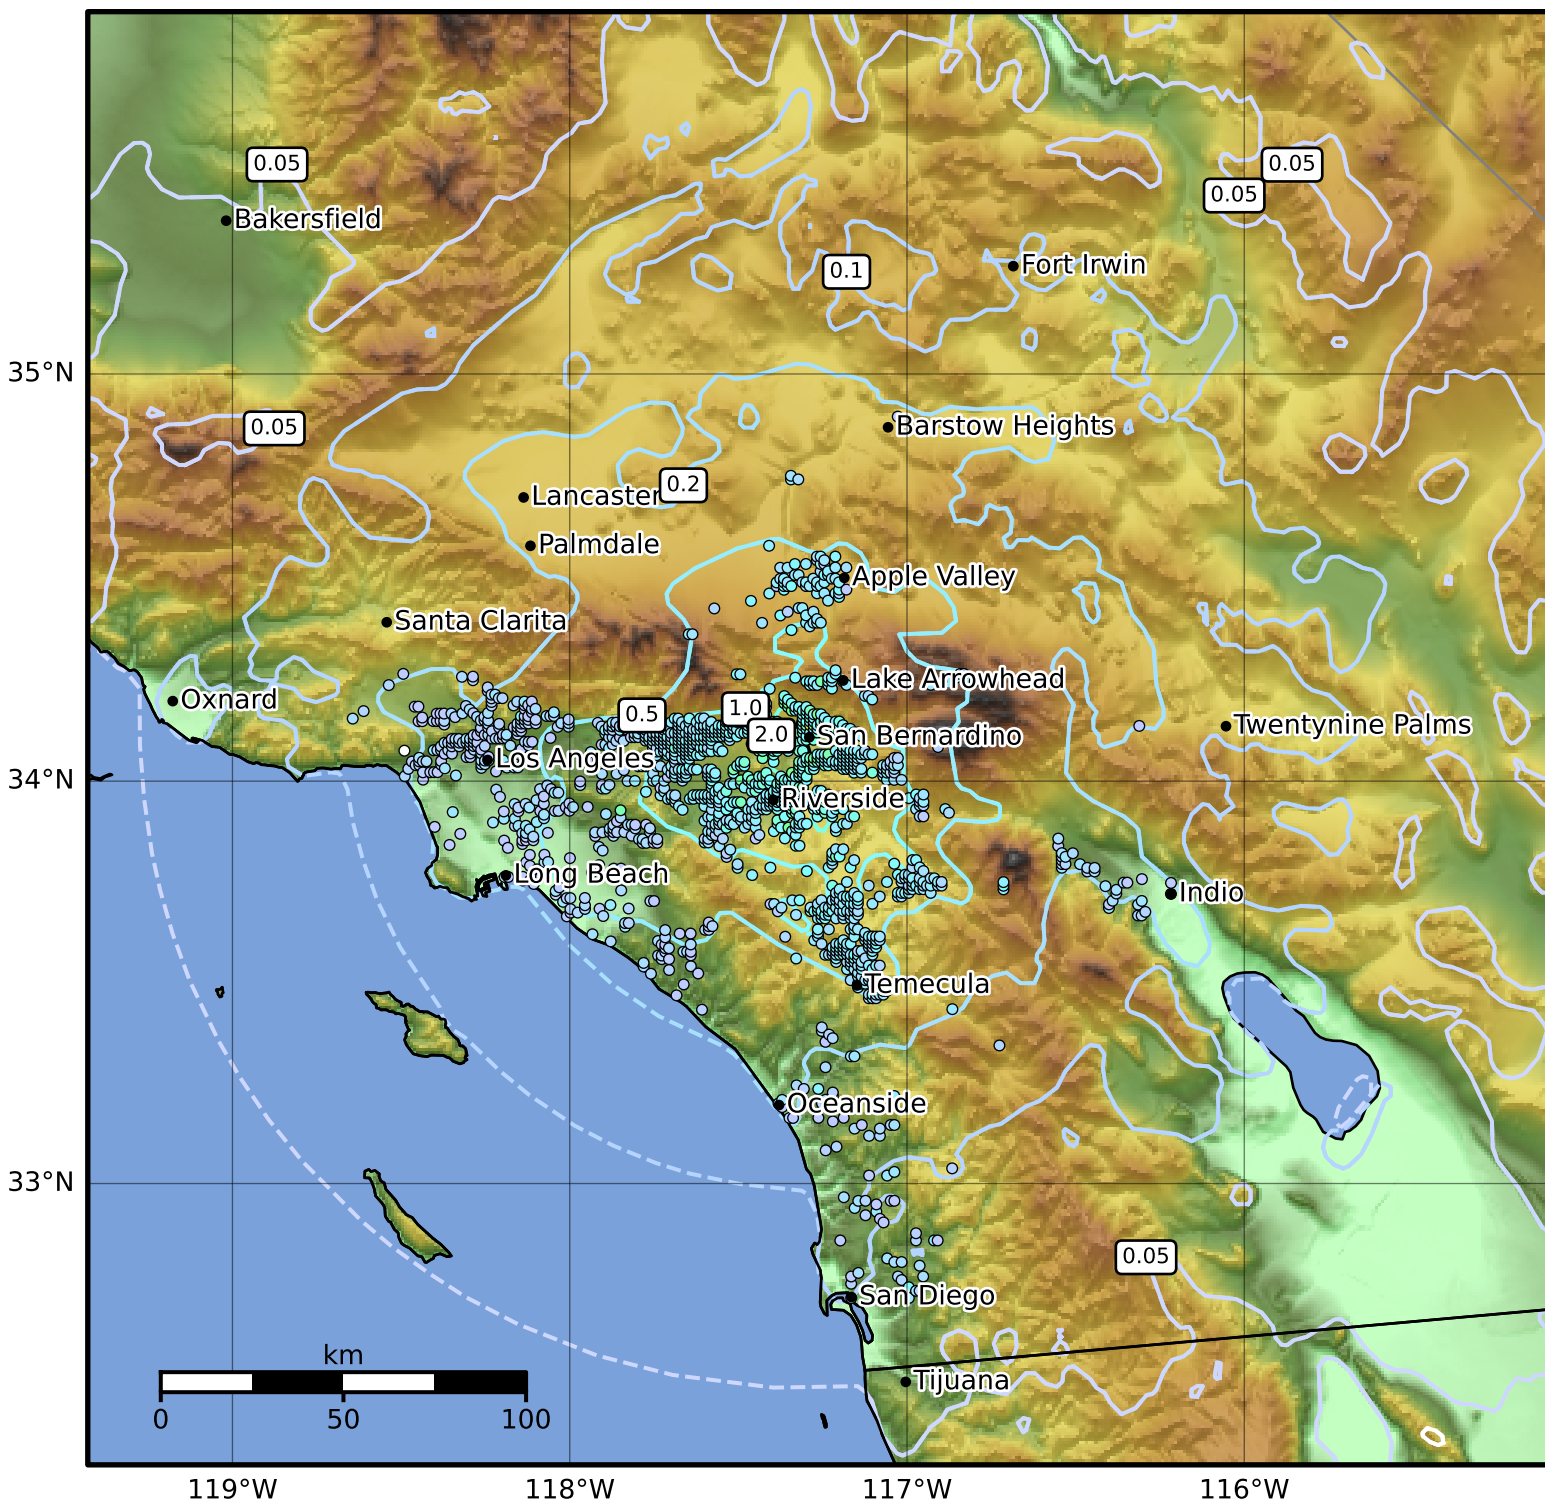 0.05
0.05
0.05
Bakersfield
Fort Irwin
0.1
35°N
Barstow Heights
0.05
0.2
Lancaster
Palmdale
Apple Valley
Santa Clarita
Lake Arrowhead
Oxnard
0.5
1.0
2.0
San Bernardino
Twentynine Palms
Los Angeles
34°N
Riverside
Long Beach
Indio
Temecula
Oceanside
33°N
0.05
San Diego
km
0 50 100
Tijuana
119°W 118°W 117°W 116°W